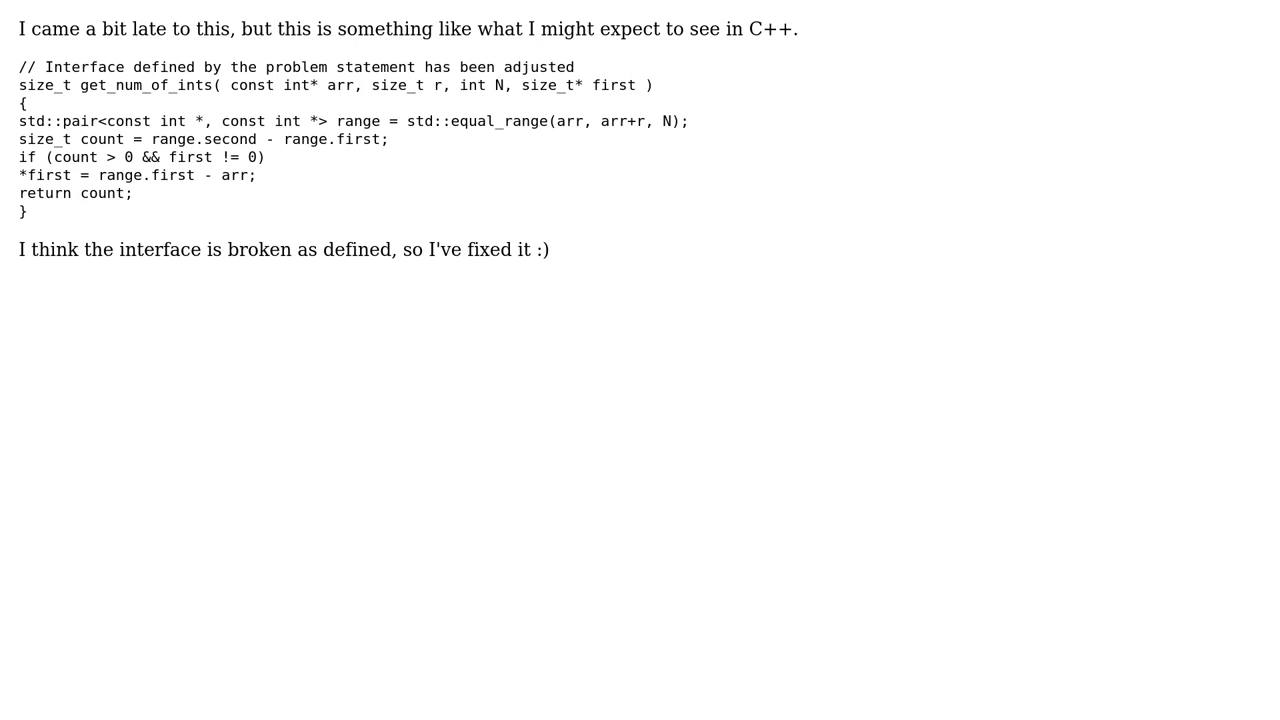 I came a bit late to this, but this is something like what I might expect to see in C++.
// Interface defined by the problem statement has been adjusted
size_t get_num_of_ints( const int* arr, size_t r, int N, size_t* first )
{
std::pair<const int *, const int *> range = std::equal_range(arr, arr+r, N);
size_t count = range.second - range.first;
if (count > 0 && first != 0)
*first = range.first - arr;
return count;
}
I think the interface is broken as defined, so I've fixed it :)